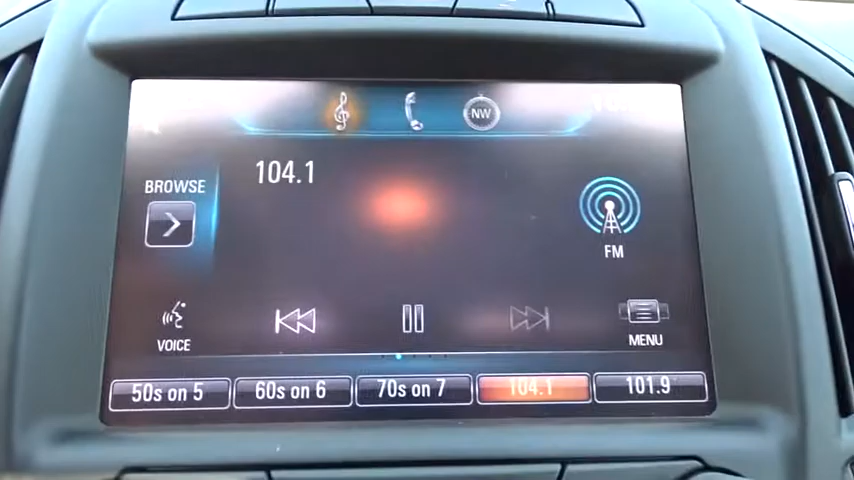 NW
104.1
BROWSE
FM
VOICE
MENU
50s on 5
60s on 6
70s on 7
104.1
101.9